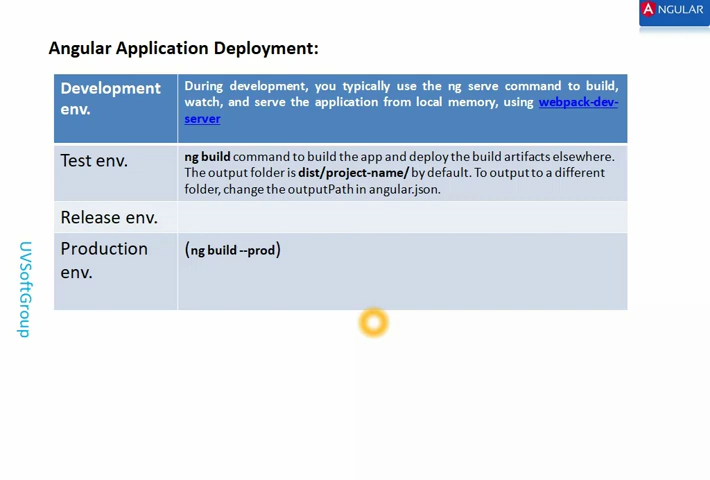 A NGULAR
Angular Application Deployment:
Development
env.
During development, you typically use the ng serve command to build,
watch, and serve the application from local memory, using webpack-dev-
server
Test env.
ng build command to build the app and deploy the build artifacts elsewhere.
The output folder is dist/project-name/ by default. To output to a different
folder, change the outputPath in angular.json.
Release env.
Production
env.
(ng build --prod)
UVSoftGroup